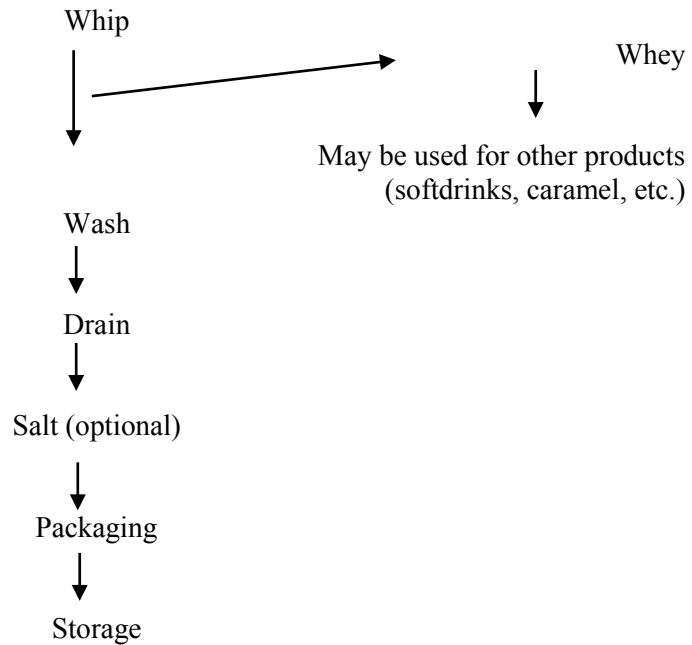 Whip
Whey
May be used for other products
(softdrinks, caramel, etc.)
Wash
Drain
Salt (optional)
Packaging
Storage